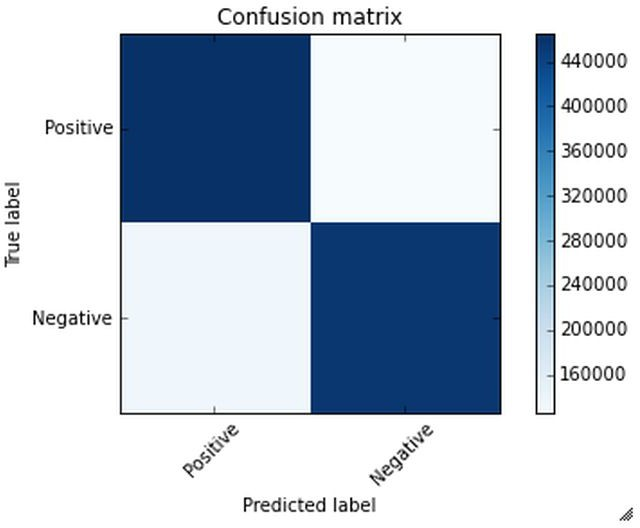 Confusion matrix
True label
Positive
Negative
Positive
Negative
Predicted label
440000
400000
360000
320000
280000
240000
200000
160000